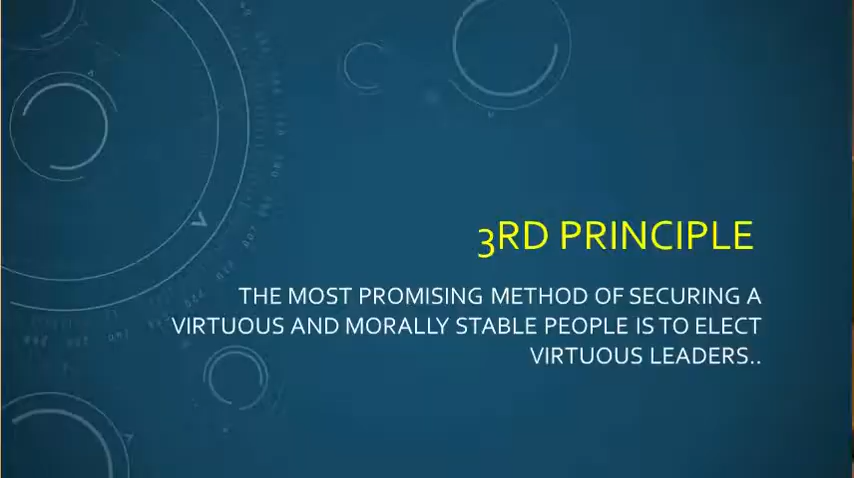 3RD PRINCIPLE
THE MOST PROMISING METHOD OF SECURING A
VIRTUOUS AND MORALLY STABLE PEOPLE IS TO ELECT
VIRTUOUS LEADERS..